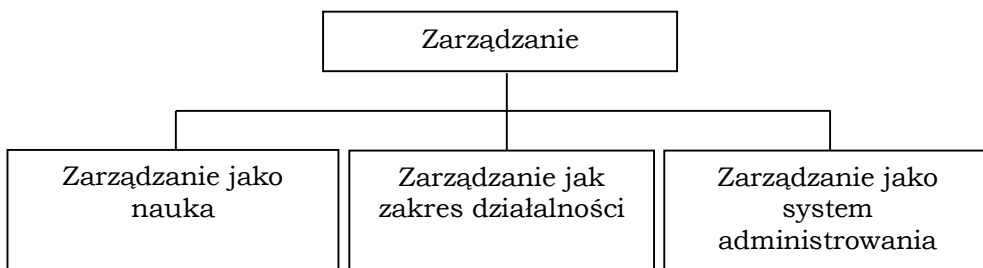 Zarządzanie
Zarządzanie jako
nauka
Zarządzanie jak
zakres działalności
Zarządzanie jako
system
administrowania